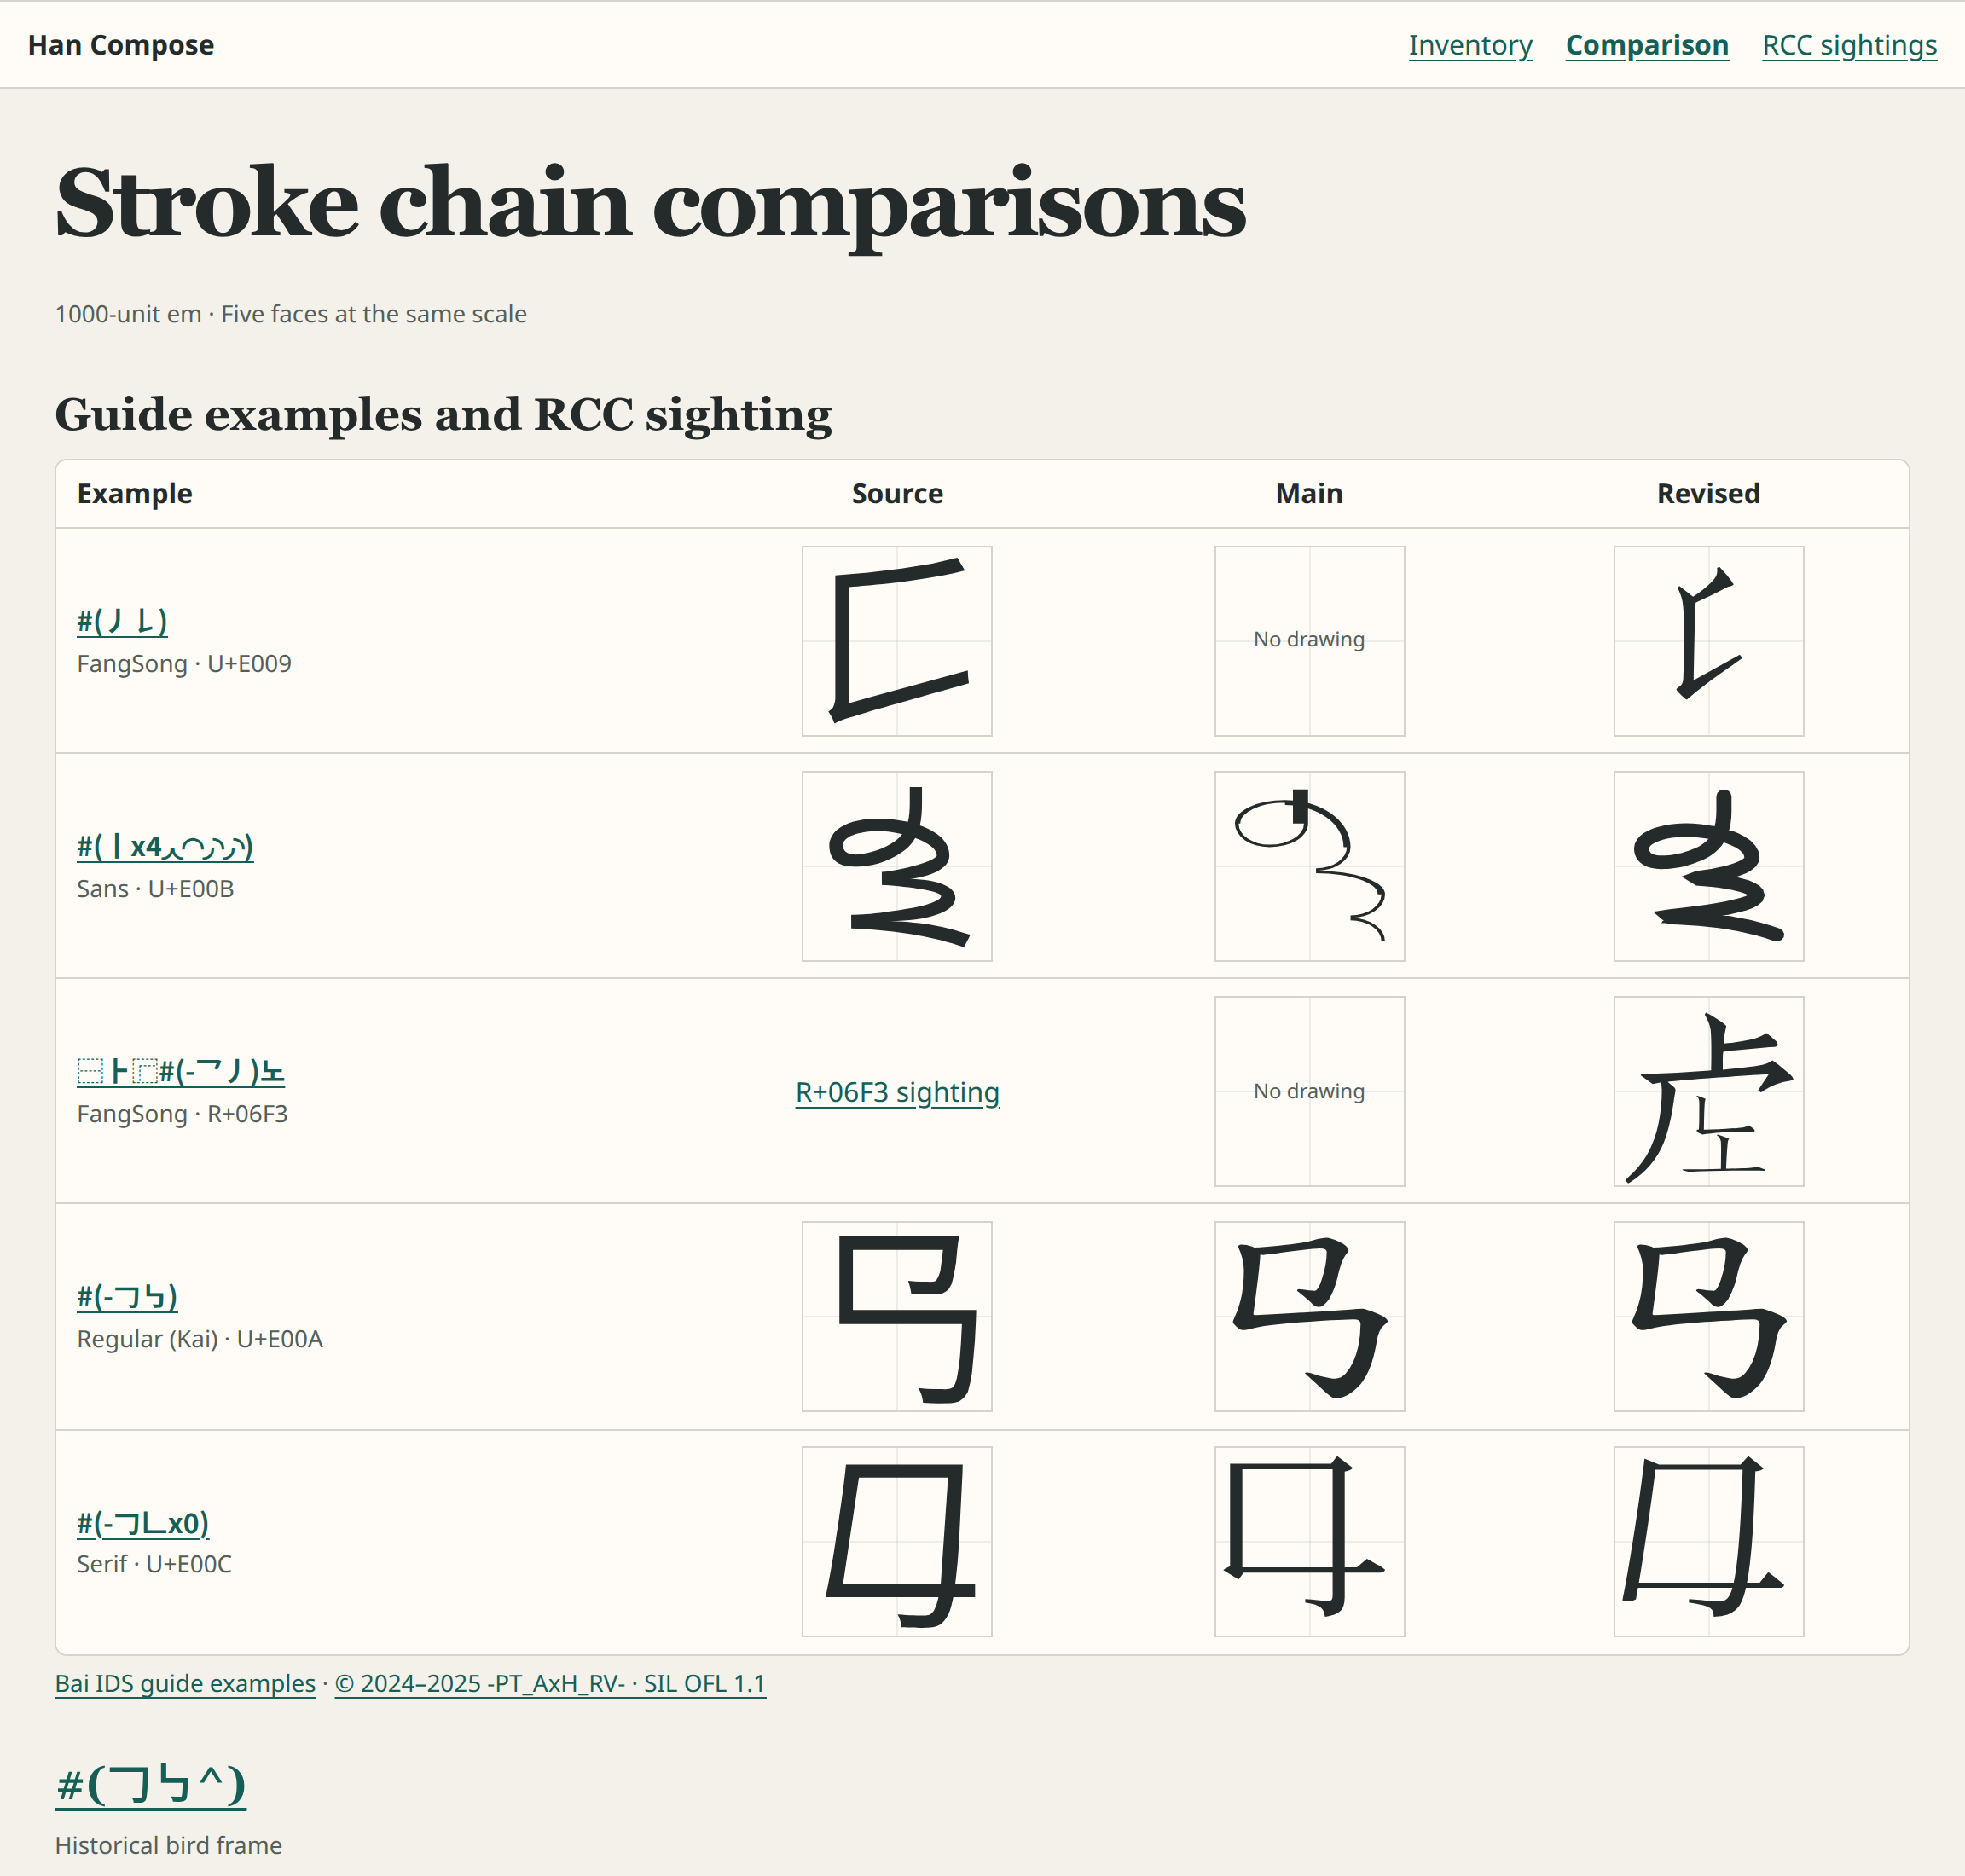 Han Compose
Inventory Comparison RCC sightings
Stroke chain comparisons
1000-unit em · Five faces at the same scale
Guide examples and RCC sighting
Example Source Main Revised
#(㇓𠄌)
FangSong · U+E009
No drawing
Sans · U+E00B
FangSong · R+06F3
R+06F3 sighting
No drawing
#(-㇆ㄣ)
Regular (Kai) · U+E00A
#(-㇆𠃊x0)
Serif · U+E00C
Bai IDS guide examples · © 2024–2025 -PT_AxH_RV- · SIL OFL 1.1
#(㇆ㄣ^)
Historical bird frame